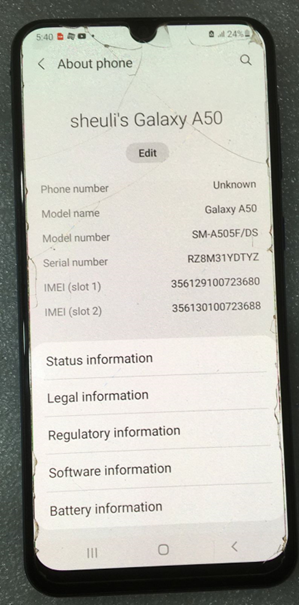 5:40 24%
About phone
sheuli's Galaxy A50
Edit
Phone number Unknown
Model name Galaxy A50
Model number SM-A505F/DS
Serial number RZ8M31YDTYZ
IMEI (slot 1) 356129100723680
IMEI (slot 2) 356130100723688
Status information
Legal information
Regulatory information
Software information
Battery information